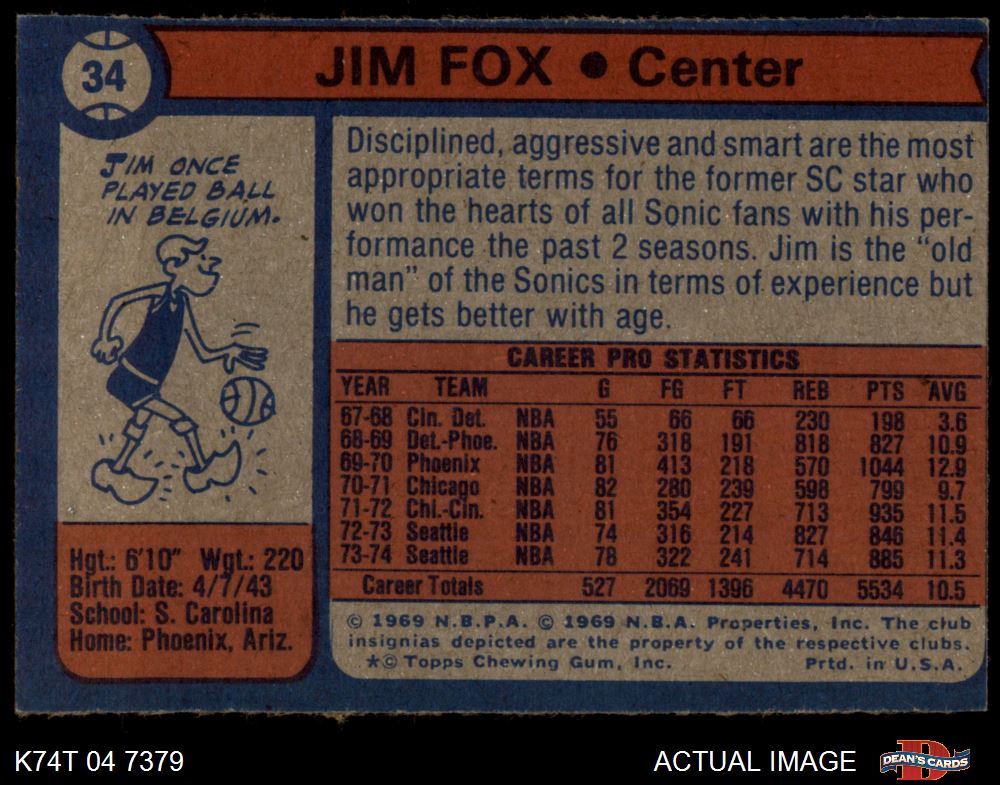 34
JIM FOX • Center
JIM ONCE
PLAYED BALL
IN BELGIUM.
Disciplined, aggressive and smart are the most
appropriate terms for the former SC star who
won the hearts of all Sonic fans with his per-
formance the past 2 seasons. Jim is the “old
man” of the Sonics in terms of experience but
he gets better with age.
CAREER PRO STATISTICS
YEAR TEAM G FG FT REB PTS AVG
67-68 Cin. Det. NBA 55 66 66 230 198 3.6
68-69 Det.-Phoe. NBA 76 318 191 818 827 10.9
69-70 Phoenix NBA 81 413 218 570 1044 12.9
70-71 Chicago NBA 82 280 239 598 799 9.7
71-72 Chi.-Cin. NBA 81 354 227 713 935 11.5
72-73 Seattle NBA 74 316 214 827 846 11.4
73-74 Seattle NBA 78 322 241 714 885 11.3
Career Totals 527 2069 1396 4470 5534 10.5
Hgt.: 6'10" Wgt.: 220
Birth Date: 4/7/43
School: S. Carolina
Home: Phoenix, Ariz.
© 1969 N.B.P.A. © 1969 N.B.A. Properties, Inc. The club
insignias depicted are the property of the respective clubs.
*© Topps Chewing Gum, Inc. Prtd. in U.S.A.
K74T 04 7379
ACTUAL IMAGE
D
DEAN'S CARDS